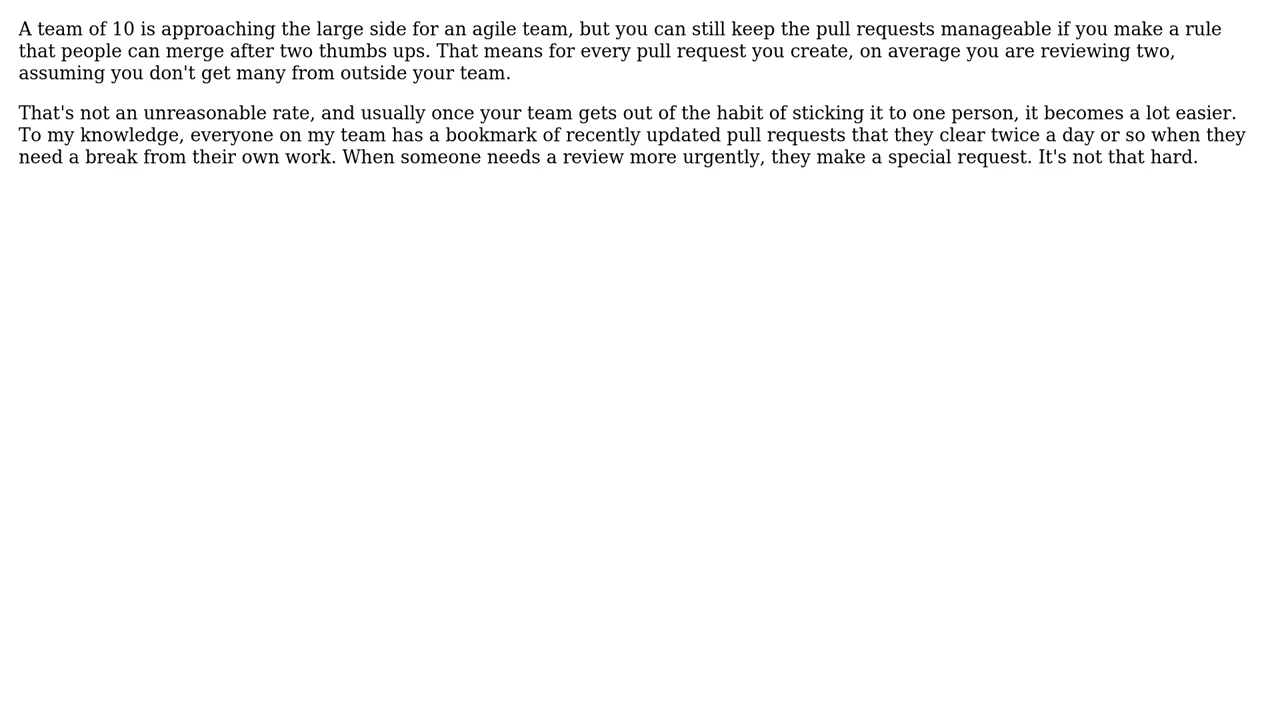 A team of 10 is approaching the large side for an agile team, but you can still keep the pull requests manageable if you make a rule
that people can merge after two thumbs ups. That means for every pull request you create, on average you are reviewing two,
assuming you don't get many from outside your team.
That's not an unreasonable rate, and usually once your team gets out of the habit of sticking it to one person, it becomes a lot easier.
To my knowledge, everyone on my team has a bookmark of recently updated pull requests that they clear twice a day or so when they
need a break from their own work. When someone needs a review more urgently, they make a special request. It's not that hard.